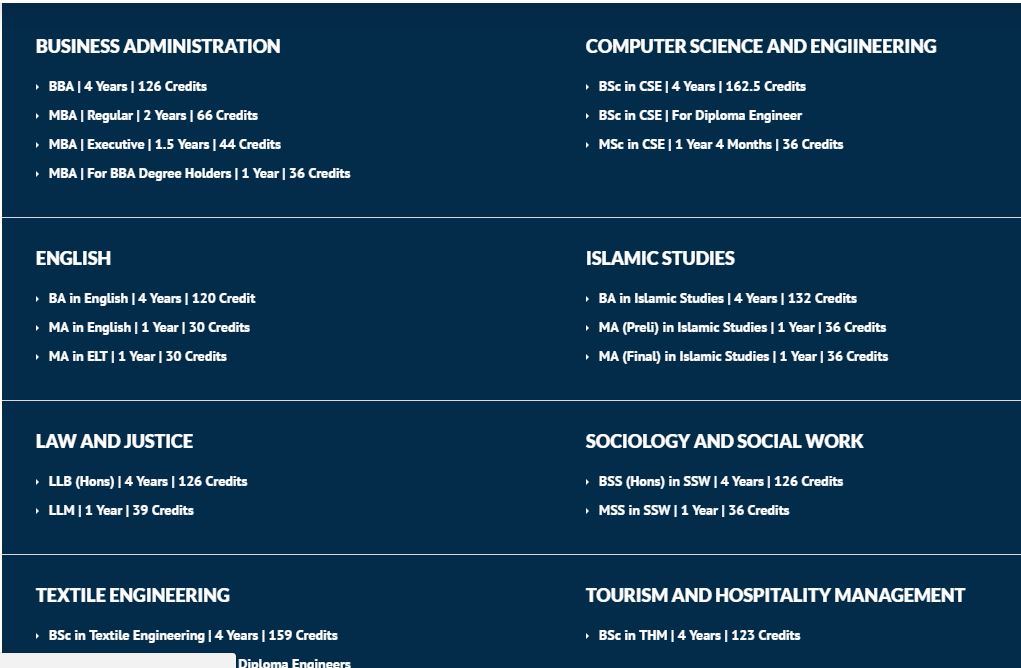 BUSINESS ADMINISTRATION
BBA | 4 Years | 126 Credits
MBA | Regular | 2 Years | 66 Credits
MBA | Executive | 1.5 Years | 44 Credits
MBA | For BBA Degree Holders | 1 Year | 36 Credits
COMPUTER SCIENCE AND ENGIINEERING
BSc in CSE | 4 Years | 162.5 Credits
BSc in CSE | For Diploma Engineer
MSc in CSE | 1 Year 4 Months | 36 Credits
ENGLISH
BA in English | 4 Years | 120 Credit
MA in English | 1 Year | 30 Credits
MA in ELT | 1 Year | 30 Credits
ISLAMIC STUDIES
BA in Islamic Studies | 4 Years | 132 Credits
MA (Preli) in Islamic Studies | 1 Year | 36 Credits
MA (Final) in Islamic Studies | 1 Year | 36 Credits
LAW AND JUSTICE
LLB (Hons) | 4 Years | 126 Credits
LLM | 1 Year | 39 Credits
SOCIOLOGY AND SOCIAL WORK
BSS (Hons) in SSW | 4 Years | 126 Credits
MSS in SSW | 1 Year | 36 Credits
TEXTILE ENGINEERING
BSc in Textile Engineering | 4 Years | 159 Credits
Diploma Engineers
TOURISM AND HOSPITALITY MANAGEMENT
BSc in THM | 4 Years | 123 Credits